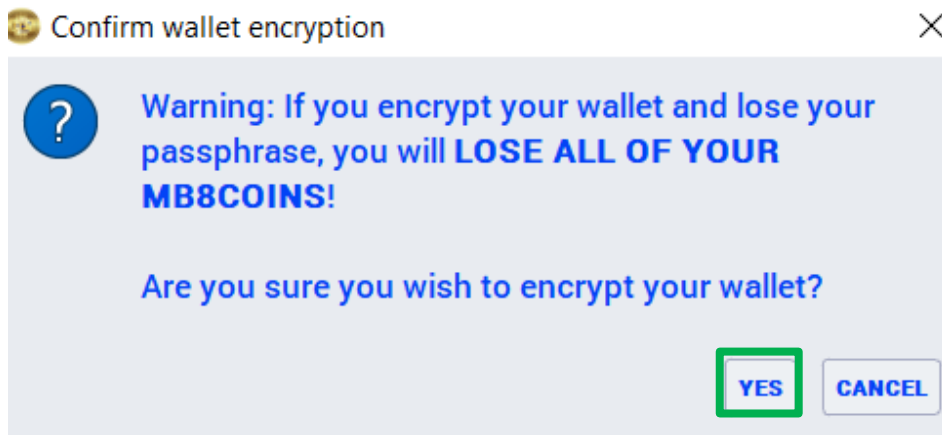 Confirm wallet encryption
?
Warning: If you encrypt your wallet and lose your
passphrase, you will LOSE ALL OF YOUR
MB8COINS!
Are you sure you wish to encrypt your wallet?
YES CANCEL